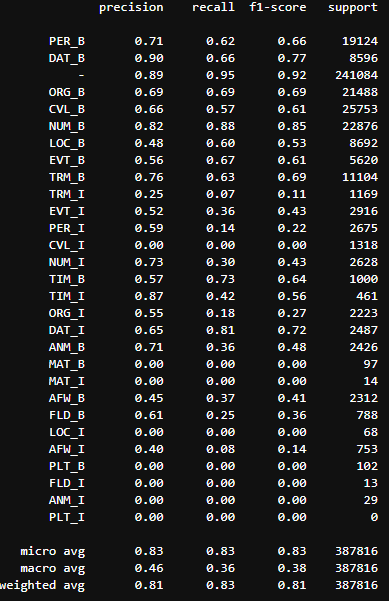 precision recall f1-score support
PER_B 0.71 0.62 0.66 19124
DAT_B 0.90 0.66 0.77 8596
- 0.89 0.95 0.92 241084
ORG_B 0.69 0.69 0.69 21488
CVL_B 0.66 0.57 0.61 25753
NUM_B 0.82 0.88 0.85 22876
LOC_B 0.48 0.60 0.53 8692
EVT_B 0.56 0.67 0.61 5620
TRM_B 0.76 0.63 0.69 11104
TRM_I 0.25 0.07 0.11 1169
EVT_I 0.52 0.36 0.43 2916
PER_I 0.59 0.14 0.22 2675
CVL_I 0.00 0.00 0.00 1318
NUM_I 0.73 0.30 0.43 2628
TIM_B 0.57 0.73 0.64 1000
TIM_I 0.87 0.42 0.56 461
ORG_I 0.55 0.18 0.27 2223
DAT_I 0.65 0.81 0.72 2487
ANM_B 0.71 0.36 0.48 2426
MAT_B 0.00 0.00 0.00 97
MAT_I 0.00 0.00 0.00 14
AFW_B 0.45 0.37 0.41 2312
FLD_B 0.61 0.25 0.36 788
LOC_I 0.00 0.00 0.00 68
AFW_I 0.40 0.08 0.14 753
PLT_B 0.00 0.00 0.00 102
FLD_I 0.00 0.00 0.00 13
ANM_I 0.00 0.00 0.00 29
PLT_I 0.00 0.00 0.00 0
micro avg 0.83 0.83 0.83 387816
macro avg 0.46 0.36 0.38 387816
weighted avg 0.81 0.83 0.81 387816